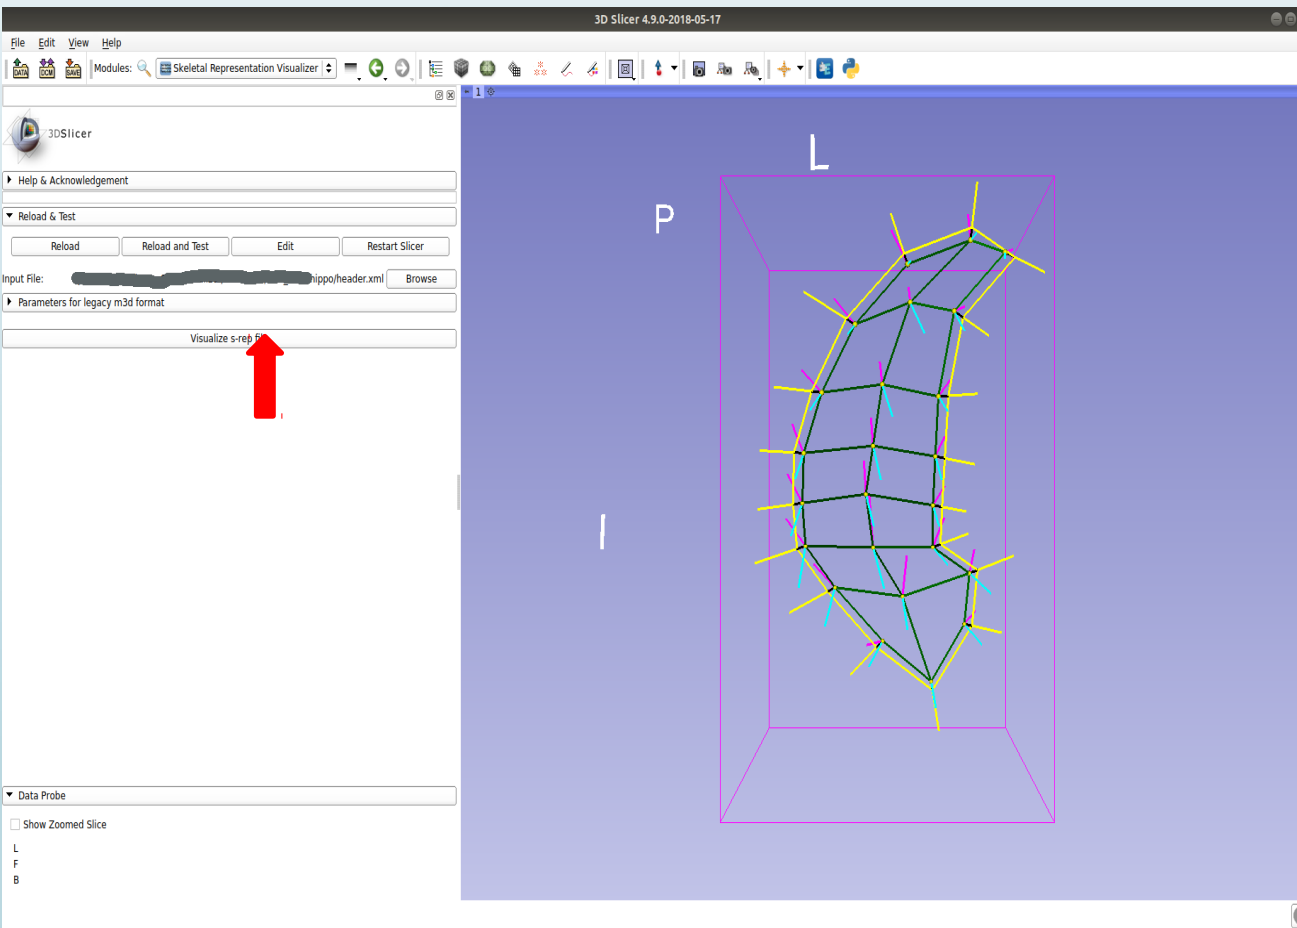 3D Slicer 4.9.0-2018-05-17
File Edit View Help
DATA DCM SAVE Modules: Skeletal Representation Visualizer
1
3DSlicer
Help & Acknowledgement
Reload & Test
Reload Reload and Test Edit Restart Slicer
Input File: hippo/header.xml Browse
Parameters for legacy m3d format
Visualize s-rep
L
P
I
Data Probe
Show Zoomed Slice
L
F
B